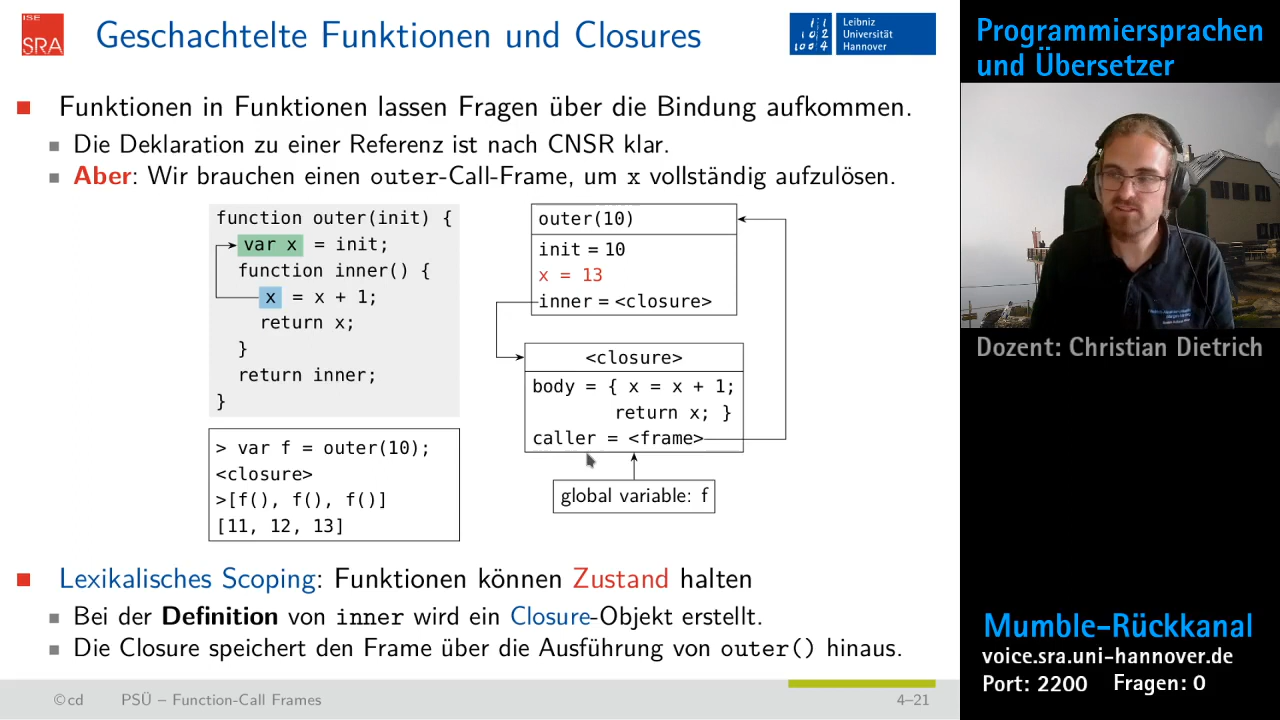 ISE
SRA
Geschachtelte Funktionen und Closures
11
102
1004
Leibniz
Universität
Hannover
Funktionen in Funktionen lassen Fragen über die Bindung aufkommen.
Die Deklaration zu einer Referenz ist nach CNSR klar.
Aber: Wir brauchen einen outer-Call-Frame, um x vollständig aufzulösen.
function outer(init) {
var x = init;
function inner() {
x = x + 1;
return x;
}
return inner;
}
> var f = outer(10);
<closure>
>[f(), f(), f()]
[11, 12, 13]
outer(10)
init = 10
x = 13
inner = <closure>
<closure>
body = { x = x + 1;
return x; }
caller = <frame>
global variable: f
Lexikalisches Scoping: Funktionen können Zustand halten
Bei der Definition von inner wird ein Closure-Objekt erstellt.
Die Closure speichert den Frame über die Ausführung von outer() hinaus.
©cd PSÜ – Function-Call Frames 4–21
Programmiersprachen
und Übersetzer
Dozent: Christian Dietrich
Mumble-Rückkanal
voice.sra.uni-hannover.de
Port: 2200 Fragen: 0